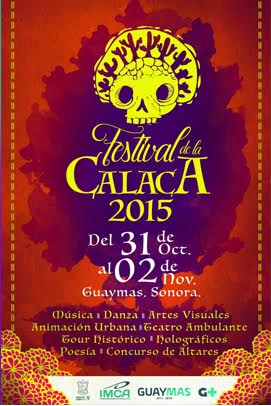 Festival de la
CALACA
2015
Del 31 de Oct.
al 02 de Nov.
Guaymas, Sonora.
Música Danza Artes Visuales
Animación Urbana Teatro Ambulante
Tour Histórico Holográficos
Poesía Concurso de Altares
IMCA GUAYMAS G+